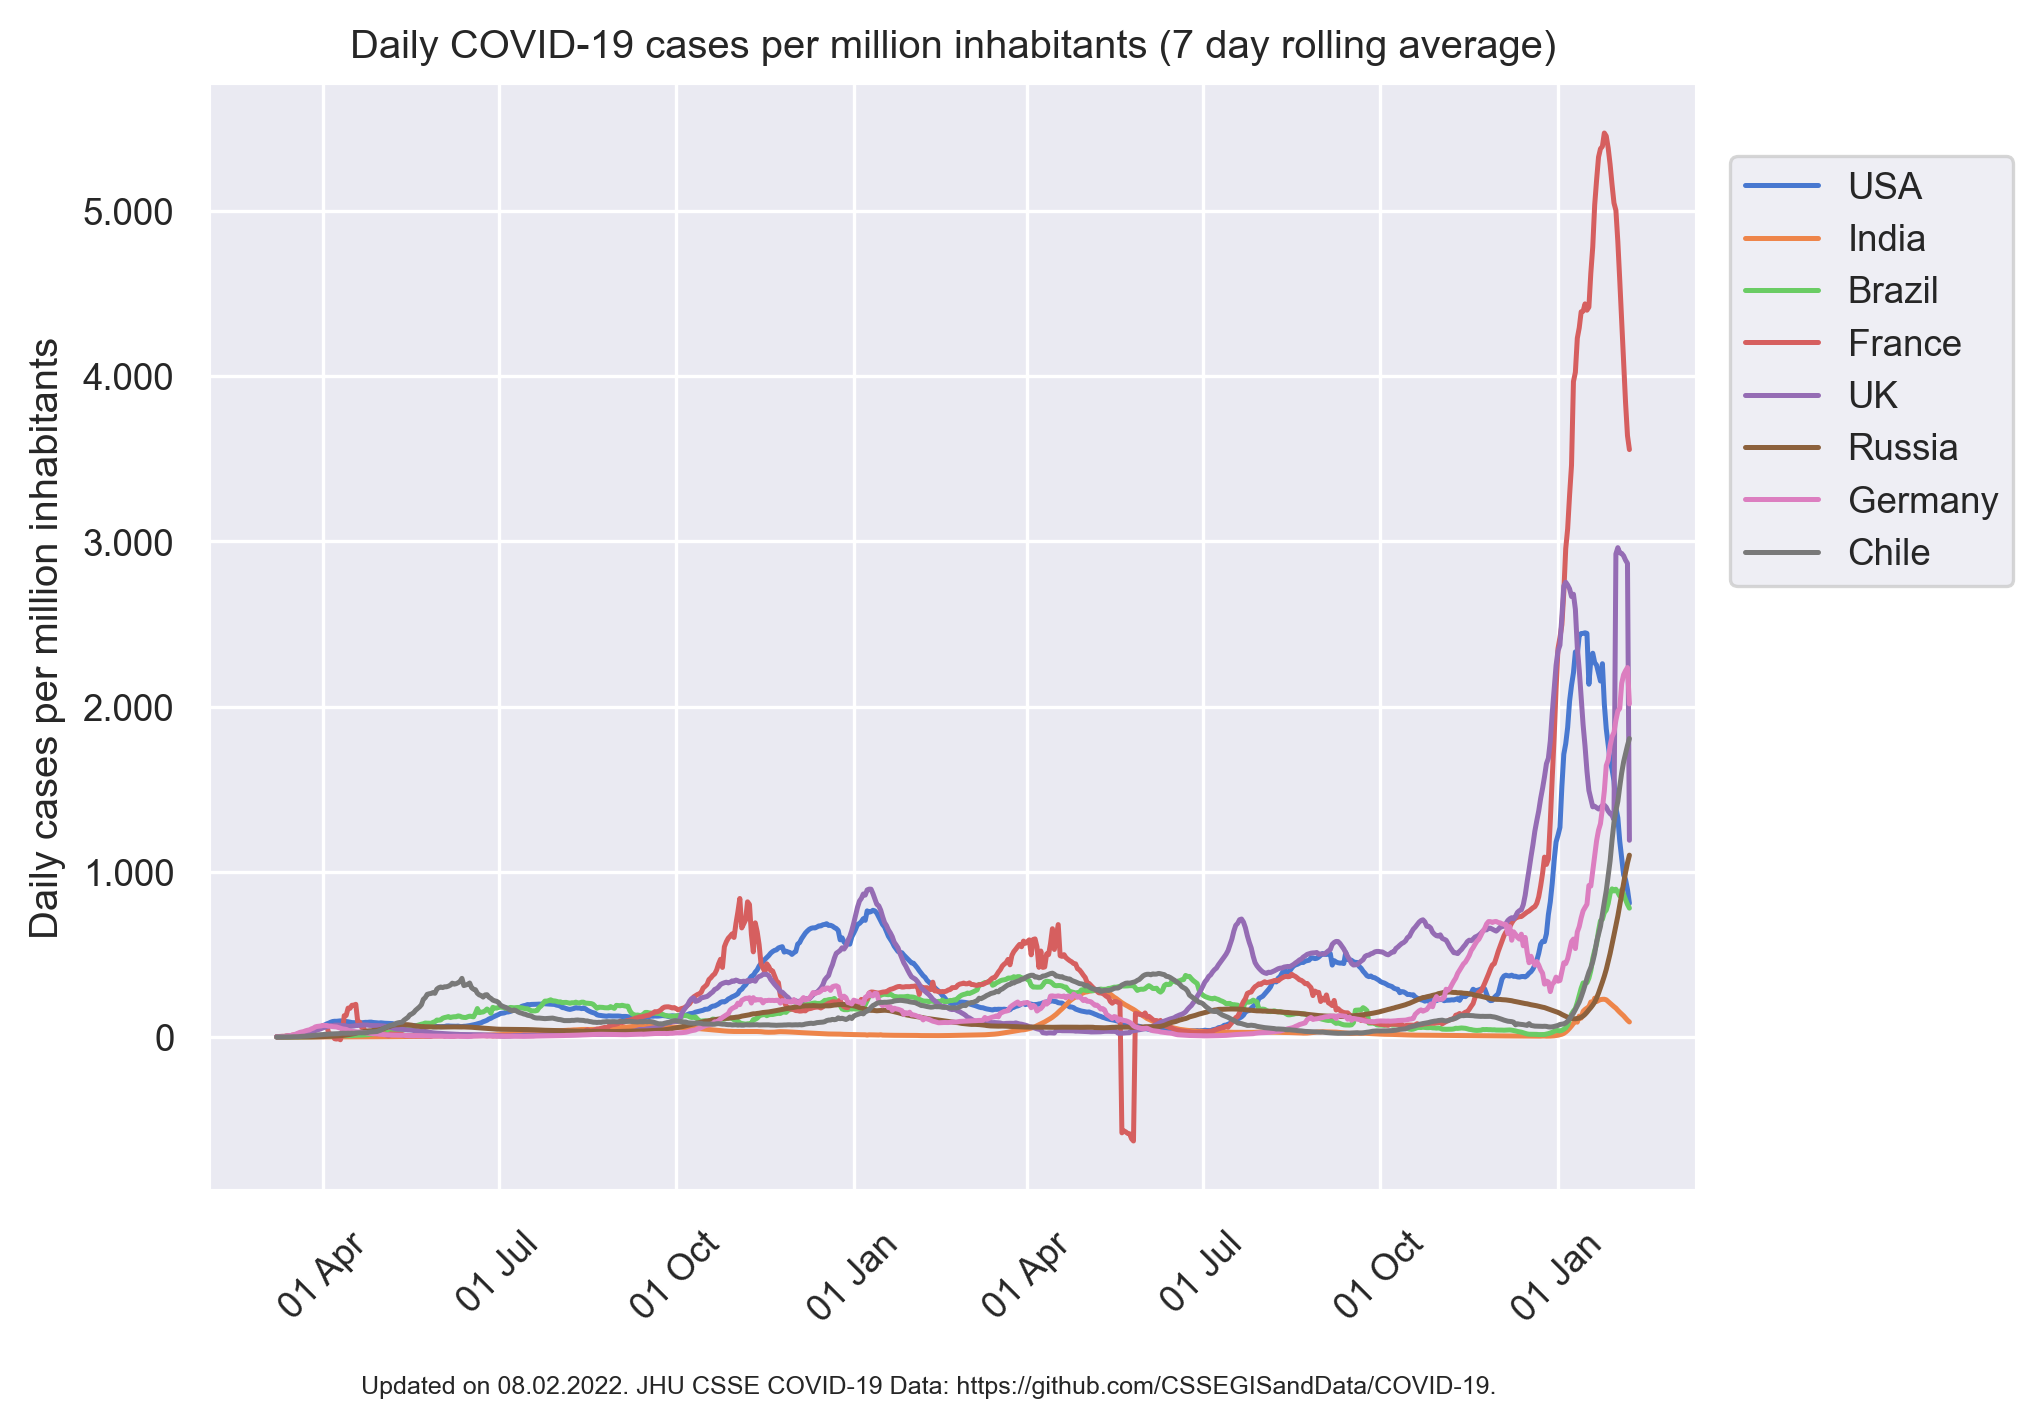 Daily COVID-19 cases per million inhabitants (7 day rolling average)
Daily cases per million inhabitants
5.000
4.000
3.000
2.000
1.000
0
01 Apr
01 Jul
01 Oct
01 Jan
01 Apr
01 Jul
01 Oct
01 Jan
USA
India
Brazil
France
UK
Russia
Germany
Chile
Updated on 08.02.2022. JHU CSSE COVID-19 Data: https://github.com/CSSEGISandData/COVID-19.